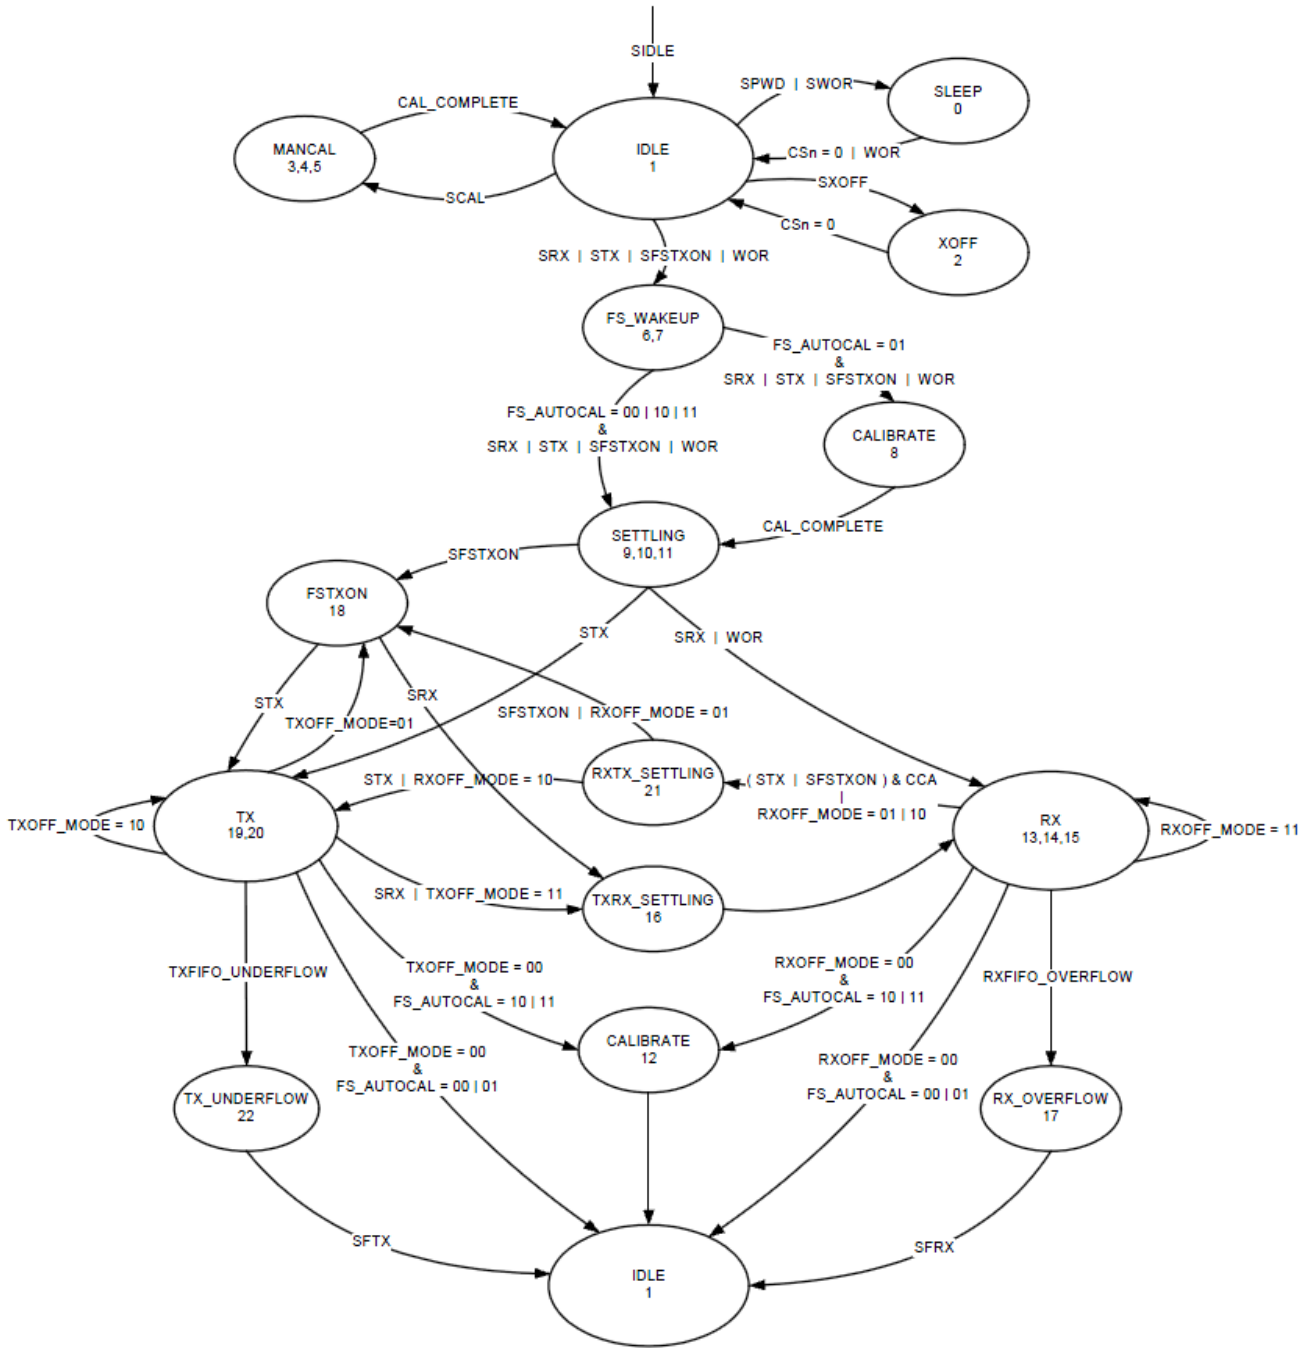 SIDLE
SPWD | SWOR
SLEEP
0
CAL_COMPLETE
MANCAL
3,4,5
IDLE
1
CSn = 0 | WOR
SXOFF
SCAL
CSn = 0
XOFF
2
SRX | STX | SFSTXON | WOR
FS_WAKEUP
6,7
FS_AUTOCAL = 01
&
SRX | STX | SFSTXON | WOR
FS_AUTOCAL = 00 | 10 | 11
&
SRX | STX | SFSTXON | WOR
CALIBRATE
8
SETTLING
9,10,11
CAL_COMPLETE
SFSTXON
FSTXON
18
STX
SRX | WOR
STX
SRX
TXOFF_MODE=01
SFSTXON | RXOFF_MODE = 01
STX | RXOFF_MODE = 10
RXTX_SETTLING
21
( STX | SFSTXON ) & CCA
|
RXOFF_MODE = 01 | 10
TXOFF_MODE = 10
TX
19,20
RX
13,14,15
RXOFF_MODE = 11
SRX | TXOFF_MODE = 11
TXRX_SETTLING
16
TXFIFO_UNDERFLOW
TXOFF_MODE = 00
&
FS_AUTOCAL = 10 | 11
RXOFF_MODE = 00
&
FS_AUTOCAL = 10 | 11
RXFIFO_OVERFLOW
CALIBRATE
12
TXOFF_MODE = 00
&
FS_AUTOCAL = 00 | 01
RXOFF_MODE = 00
&
FS_AUTOCAL = 00 | 01
TX_UNDERFLOW
22
RX_OVERFLOW
17
SFTX
SFRX
IDLE
1